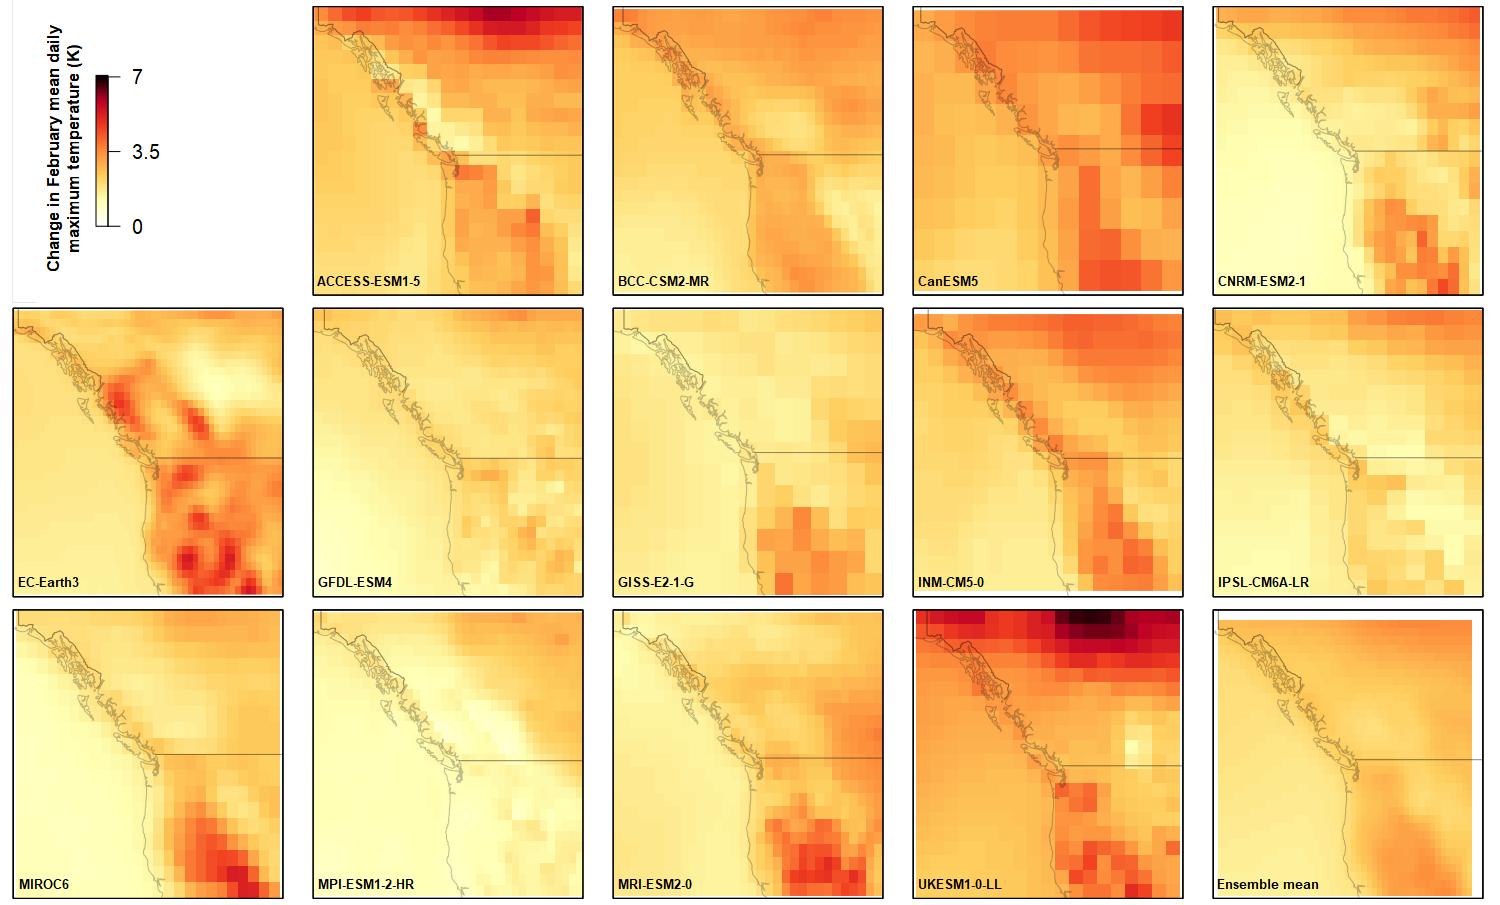 Change in February mean daily
maximum temperature (K)
7
3.5
0
ACCESS-ESM1-5
BCC-CSM2-MR
CanESM5
CNRM-ESM2-1
EC-Earth3
GFDL-ESM4
GISS-E2-1-G
INM-CM5-0
IPSL-CM6A-LR
MIROC6
MPI-ESM1-2-HR
MRI-ESM2-0
UKESM1-0-LL
Ensemble mean